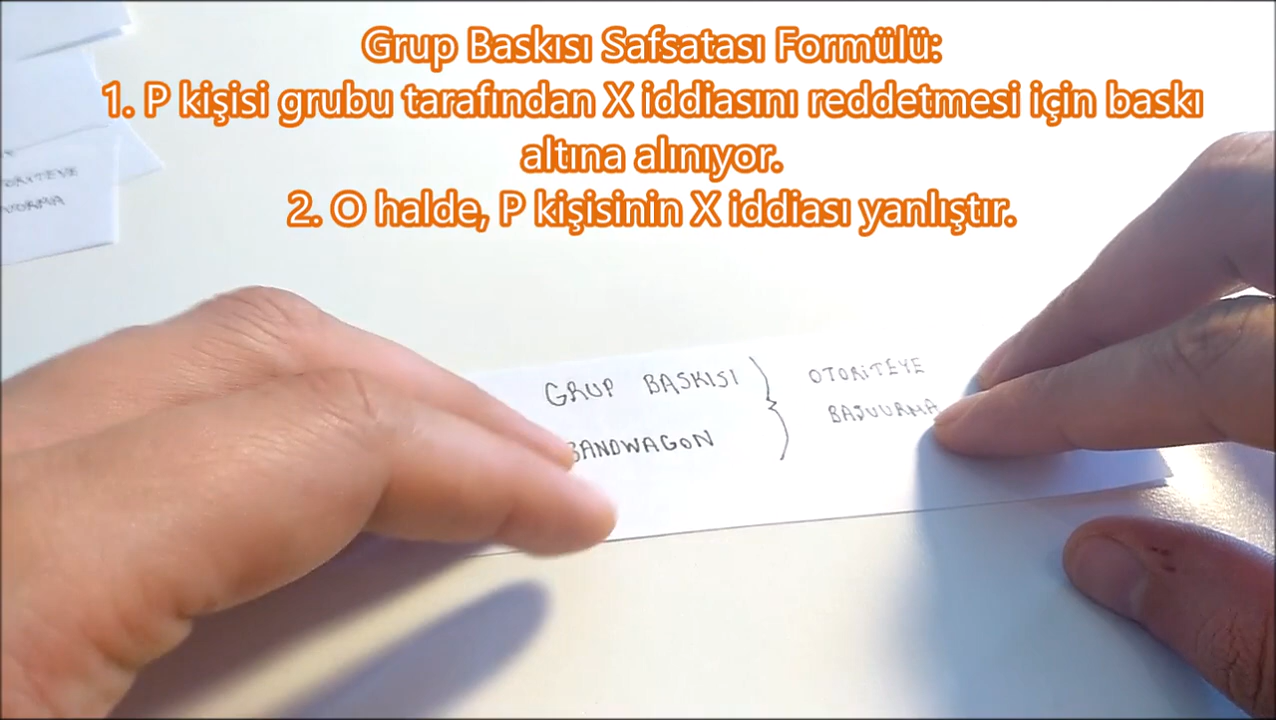 Grup Baskısı Safsatası Formülü:
1. P kişisi grubu tarafından X iddiasını reddetmesi için baskı
altına alınıyor.
2. O halde, P kişisinin X iddiası yanlıştır.
GRUP BASKISI
BANDWAGON
OTORİTEYE
BAŞVURMA